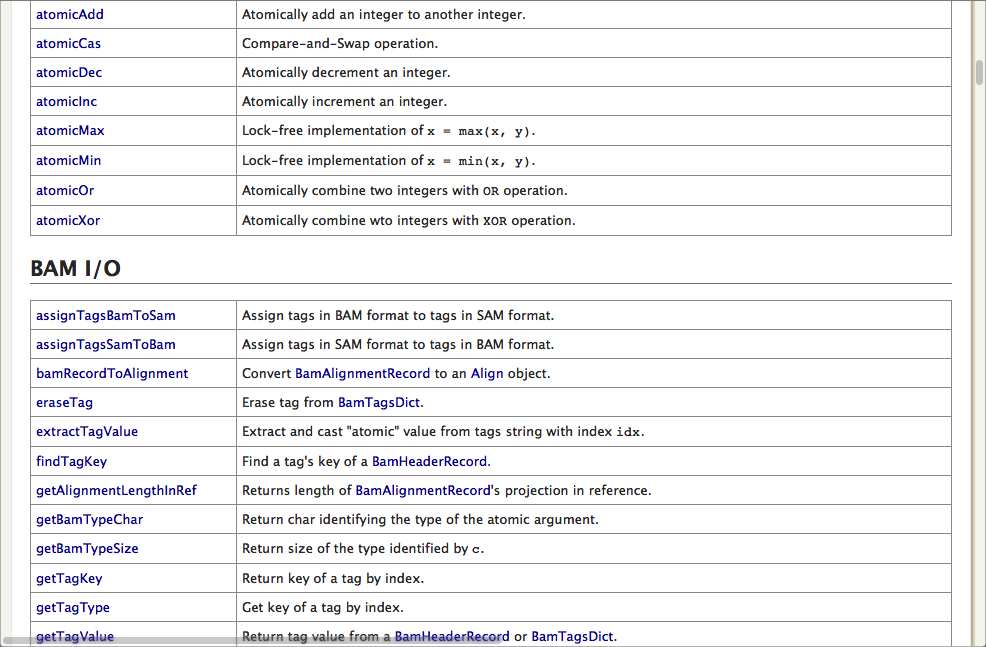 atomicAdd Atomically add an integer to another integer.
atomicCas Compare-and-Swap operation.
atomicDec Atomically decrement an integer.
atomicInc Atomically increment an integer.
atomicMax Lock-free implementation of x = max(x, y).
atomicMin Lock-free implementation of x = min(x, y).
atomicOr Atomically combine two integers with OR operation.
atomicXor Atomically combine wto integers with XOR operation.
BAM I/O
assignTagsBamToSam Assign tags in BAM format to tags in SAM format.
assignTagsSamToBam Assign tags in SAM format to tags in BAM format.
bamRecordToAlignment Convert BamAlignmentRecord to an Align object.
eraseTag Erase tag from BamTagsDict.
extractTagValue Extract and cast "atomic" value from tags string with index idx.
findTagKey Find a tag's key of a BamHeaderRecord.
getAlignmentLengthInRef Returns length of BamAlignmentRecord's projection in reference.
getBamTypeChar Return char identifying the type of the atomic argument.
getBamTypeSize Return size of the type identified by c.
getTagKey Return key of a tag by index.
getTagType Get key of a tag by index.
getTagValue Return tag value from a BamHeaderRecord or BamTagsDict.